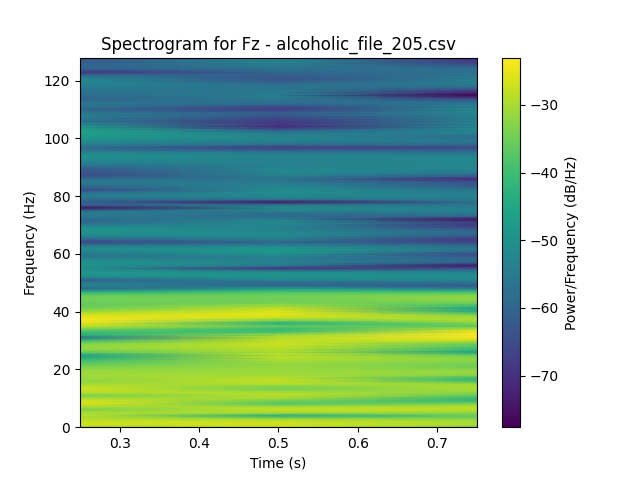 Spectrogram for Fz - alcoholic_file_205.csv
120
100
80
60
40
20
0
Frequency (Hz)
0.3 0.4 0.5 0.6 0.7
Time (s)
−30
−40
−50
−60
−70
Power/Frequency (dB/Hz)